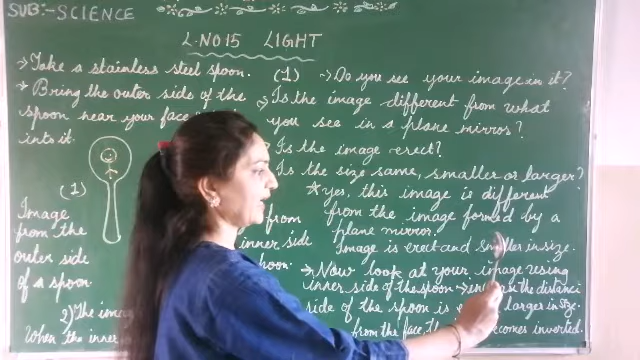 SUB:- SCIENCE
L.NO 15 LIGHT
→ Take a stainless steel spoon.
→ Bring the outer side of the
spoon near your face
into it.
(1)
Image
from the
outer side
of a spoon
2) The
When the inner
from
inner side
(1) → Do you see your image in it?
Is the image different from what
you see in a plane mirror?
Is the image erect?
Is the size same, smaller or larger?
*yes, this image is different
from the image formed by a
plane mirror.
Image is erect and smaller in size.
→ Now look at your image using
inner side of the spoon → the distance
side of the spoon is larger in size.
from the face, becomes inverted.